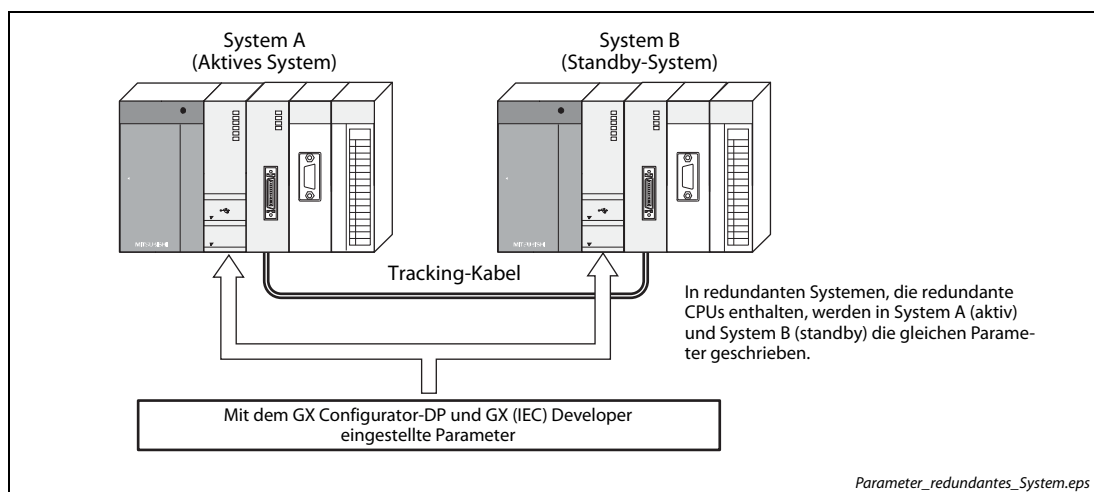 System A
(Aktives System)
System B
(Standby-System)
MITSUBISHI
MITSUBISHI
Tracking-Kabel
In redundanten Systemen, die redundante
CPUs enthalten, werden in System A (aktiv)
und System B (standby) die gleichen Parame-
ter geschrieben.
Mit dem GX Configurator-DP und GX (IEC) Developer
eingestellte Parameter
Parameter_redundantes_System.eps